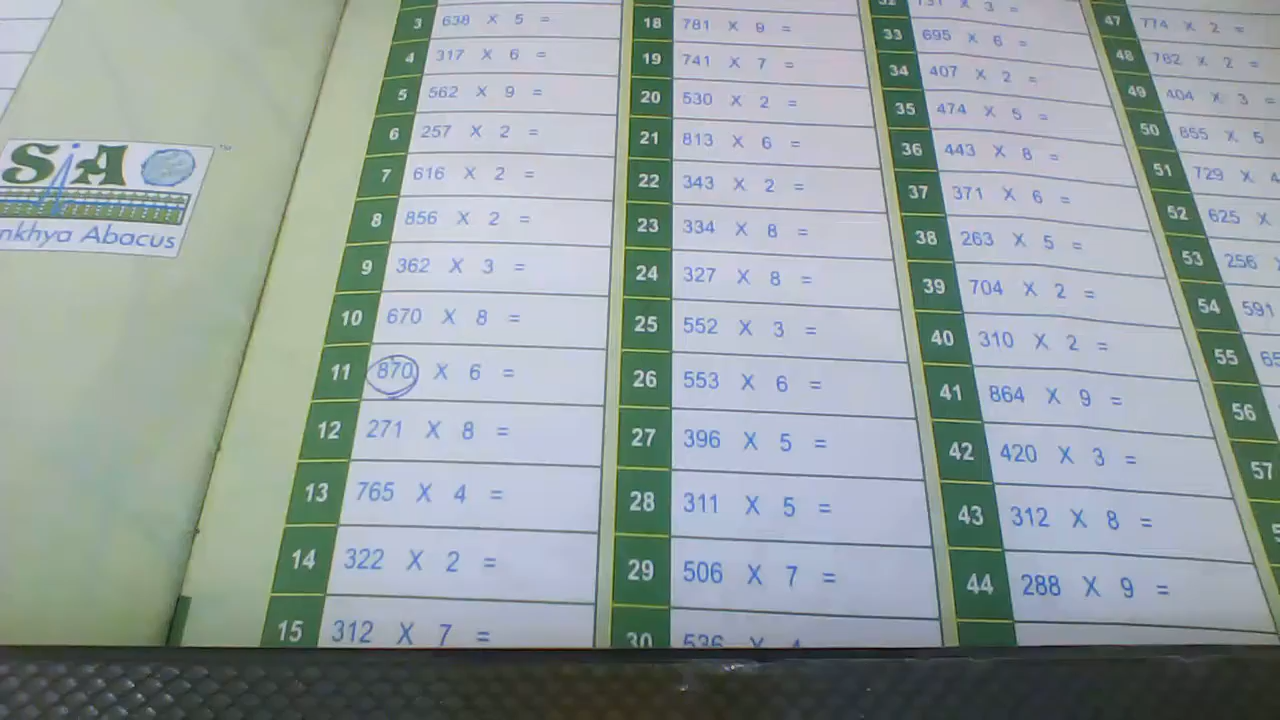 SiA
TM
nkhya Abacus
3 638 X 5 =
4 317 X 6 =
5 562 X 9 =
6 257 X 2 =
7 616 X 2 =
8 856 X 2 =
9 362 X 3 =
10 670 X 8 =
11 870 X 6 =
12 271 X 8 =
13 765 X 4 =
14 322 X 2 =
15 312 X 7 =
18 781 X 9 =
19 741 X 7 =
20 530 X 2 =
21 813 X 6 =
22 343 X 2 =
23 334 X 8 =
24 327 X 8 =
25 552 X 3 =
26 553 X 6 =
27 396 X 5 =
28 311 X 5 =
29 506 X 7 =
30 536 X
X 3 =
33 695 X 6 =
34 407 X 2 =
35 474 X 5 =
36 443 X 8 =
37 371 X 6 =
38 263 X 5 =
39 704 X 2 =
40 310 X 2 =
41 864 X 9 =
42 420 X 3 =
43 312 X 8 =
44 288 X 9 =
47 774 X 2 =
48 762 X 2 =
49 404 X 3 =
50 855 X 5
51 729 X 4
52 625 X
53 256
54 591
55
56
57